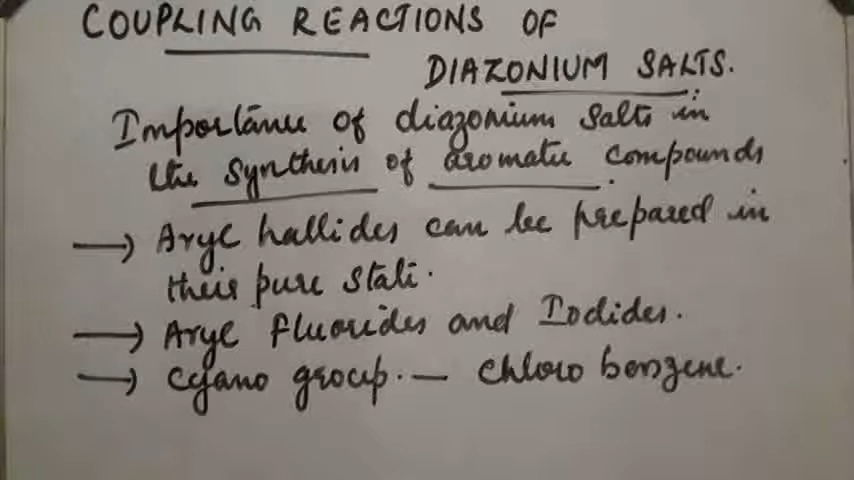 COUPLING REACTIONS OF
DIAZONIUM SALTS.
Importance of diazonium Salts in
the synthesis of aromatic compounds
→ Aryl hallides can be prepared in
their pure State.
→ Aryl fluorides and Iodides.
→ Cyano group. — Chloro benzene.